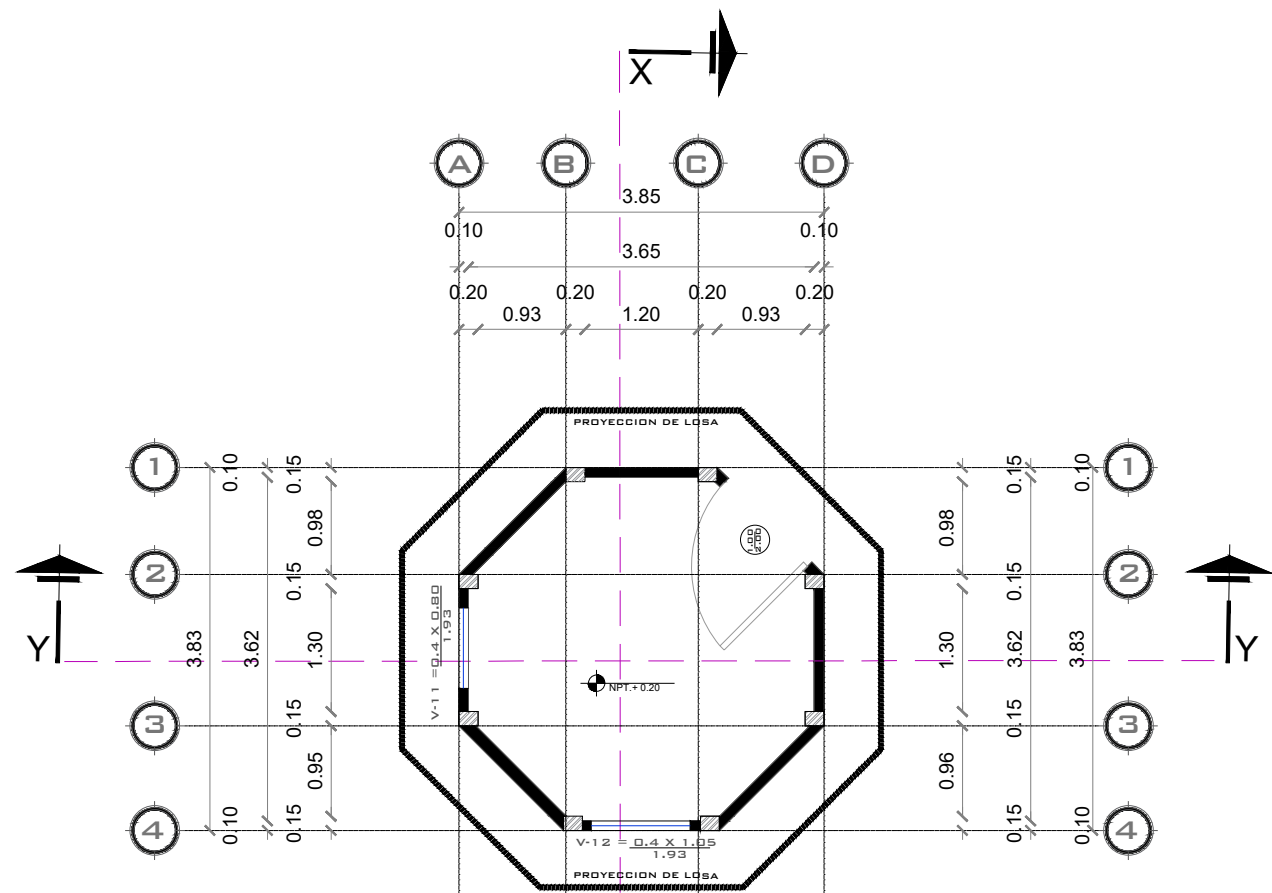 X
A B C D
3.85
0.10 0.10
3.65
0.20 0.20 0.20 0.20
0.93 1.20 0.93
PROYECCION DE LOSA
1 0.10 0.15 0.15 0.10 1
0.98 0.98
1.00
2.00
2 0.15 0.15 2
Y 3.83 3.62 1.30 1.30 3.62 3.83 Y
V-11 = 0.4 X 0.80
1.93
NPT.+ 0.20
3 0.15 0.15 3
0.95 0.96
4 0.10 0.15 0.15 0.10 4
V-12 = 0.4 X 1.05
1.93
PROYECCION DE LOSA